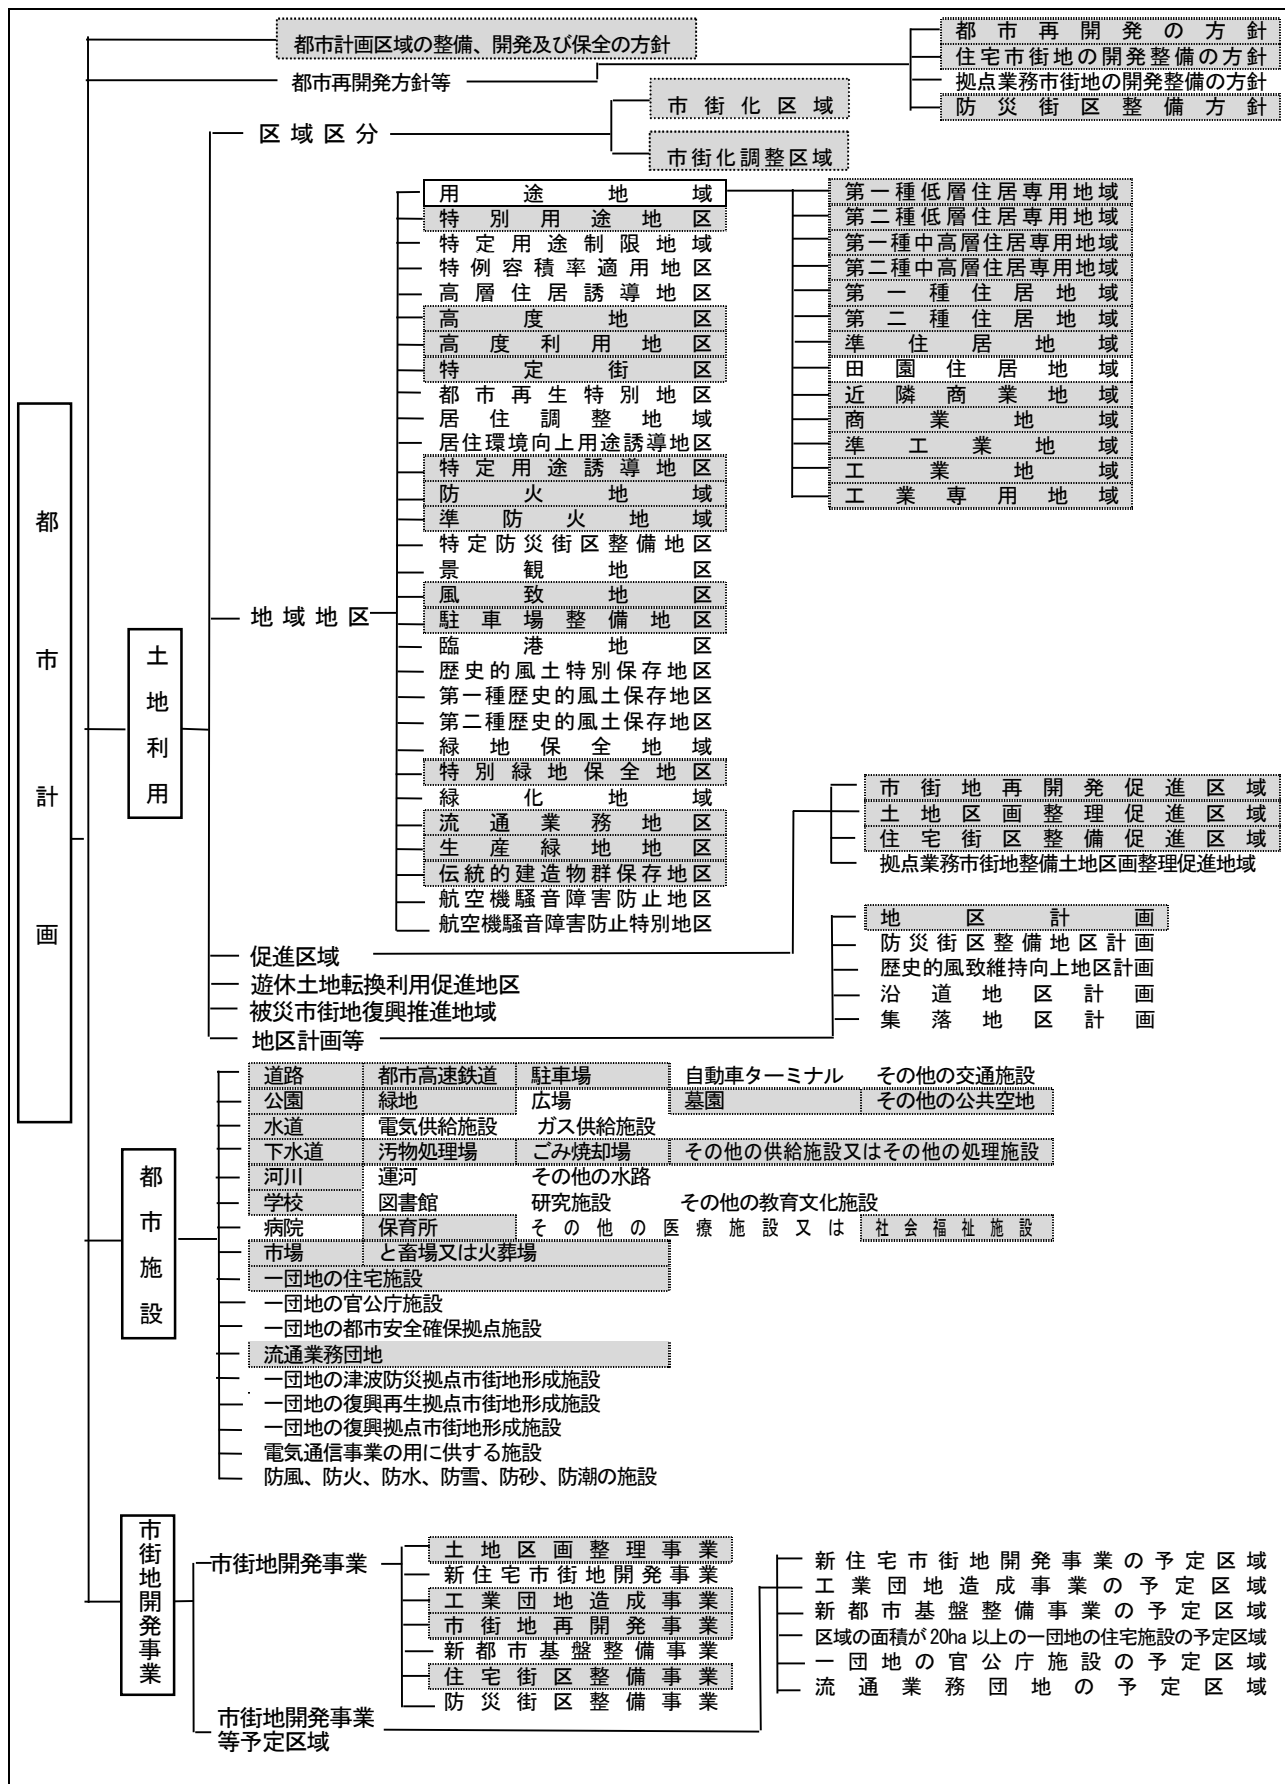 都市計画区域の整備、開発及び保全の方針
都市再開発方針等
都市再開発の方針
住宅市街地の開発整備の方針
拠点業務市街地の開発整備の方針
防災街区整備方針
都市計画
土地利用
区域区分
市街化区域
市街化調整区域
地域地区
用途地域
特別用途地区
特定用途制限地域
特例容積率適用地区
高層住居誘導地区
高度地区
高度利用地区
特定街区
都市再生特別地区
居住調整地域
居住環境向上用途誘導地区
特定用途誘導地区
防火地域
準防火地域
特定防災街区整備地区
景観地区
風致地区
駐車場整備地区
臨港地区
歴史的風土特別保存地区
第一種歴史的風土保存地区
第二種歴史的風土保存地区
緑地保全地域
特別緑地保全地区
緑化地域
流通業務地区
生産緑地地区
伝統的建造物群保存地区
航空機騒音障害防止地区
航空機騒音障害防止特別地区
第一種低層住居専用地域
第二種低層住居専用地域
第一種中高層住居専用地域
第二種中高層住居専用地域
第一種住居地域
第二種住居地域
準住居地域
田園住居地域
近隣商業地域
商業地域
準工業地域
工業地域
工業専用地域
促進区域
市街地再開発促進区域
土地区画整理促進区域
住宅街区整備促進区域
拠点業務市街地整備土地区画整理促進地域
遊休土地転換利用促進地区
被災市街地復興推進地域
地区計画等
地区計画
防災街区整備地区計画
歴史的風致維持向上地区計画
沿道地区計画
集落地区計画
都市施設
道路 都市高速鉄道 駐車場 自動車ターミナル その他の交通施設
公園 緑地 広場 墓園 その他の公共空地
水道 電気供給施設 ガス供給施設
下水道 汚物処理場 ごみ焼却場 その他の供給施設又はその他の処理施設
河川 運河 その他の水路
学校 図書館 研究施設 その他の教育文化施設
病院 保育所 その他の医療施設又は 社会福祉施設
市場 と畜場又は火葬場
一団地の住宅施設
一団地の官公庁施設
一団地の都市安全確保拠点施設
流通業務団地
一団地の津波防災拠点市街地形成施設
一団地の復興再生拠点市街地形成施設
一団地の復興拠点市街地形成施設
電気通信事業の用に供する施設
防風、防火、防水、防雪、防砂、防潮の施設
市街地開発事業
市街地開発事業
土地区画整理事業
新住宅市街地開発事業
工業団地造成事業
市街地再開発事業
新都市基盤整備事業
住宅街区整備事業
防災街区整備事業
市街地開発事業
等予定区域
新住宅市街地開発事業の予定区域
工業団地造成事業の予定区域
新都市基盤整備事業の予定区域
区域の面積が20ha以上の一団地の住宅施設の予定区域
一団地の官公庁施設の予定区域
流通業務団地の予定区域